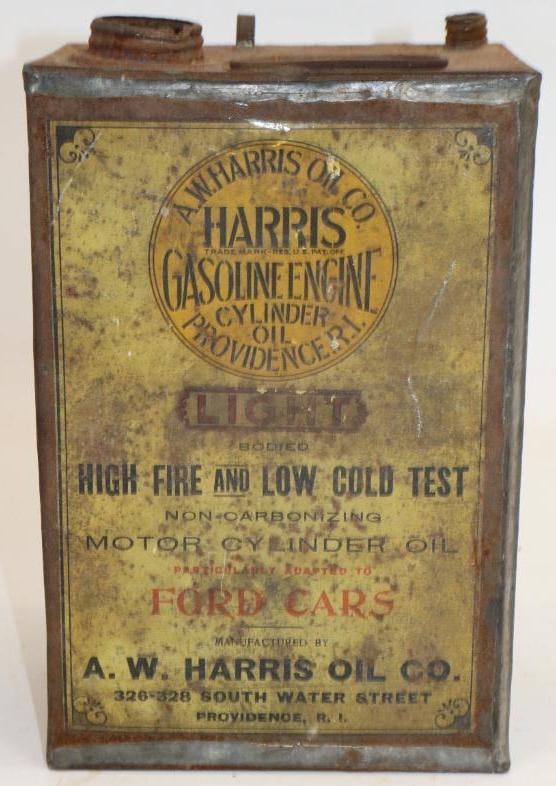 A.W. HARRIS OIL CO.
HARRIS
TRADE MARK-REG. U.S. PAT. OFF.
GASOLINE ENGINE
CYLINDER
OIL
PROVIDENCE, R.I.
LIGHT
BODIED
HIGH FIRE AND LOW COLD TEST
NON-CARBONIZING
MOTOR CYLINDER OIL
PARTICULARLY ADAPTED TO
FORD CARS
MANUFACTURED BY
A. W. HARRIS OIL CO.
326-328 SOUTH WATER STREET
PROVIDENCE, R. I.